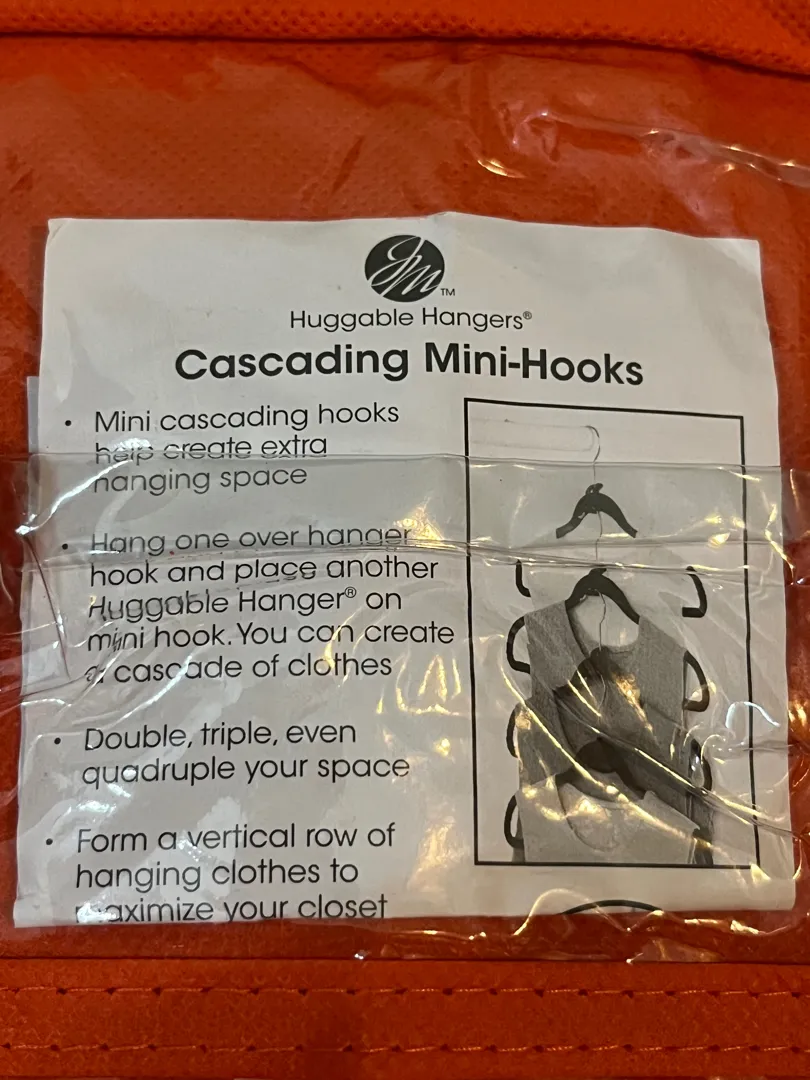 JM™
Huggable Hangers®
Cascading Mini-Hooks
• Mini cascading hooks
help create extra
hanging space
• Hang one over hanger
hook and place another
Huggable Hanger® on
mini hook. You can create
a cascade of clothes
• Double, triple, even
quadruple your space
• Form a vertical row of
hanging clothes to
maximize your closet